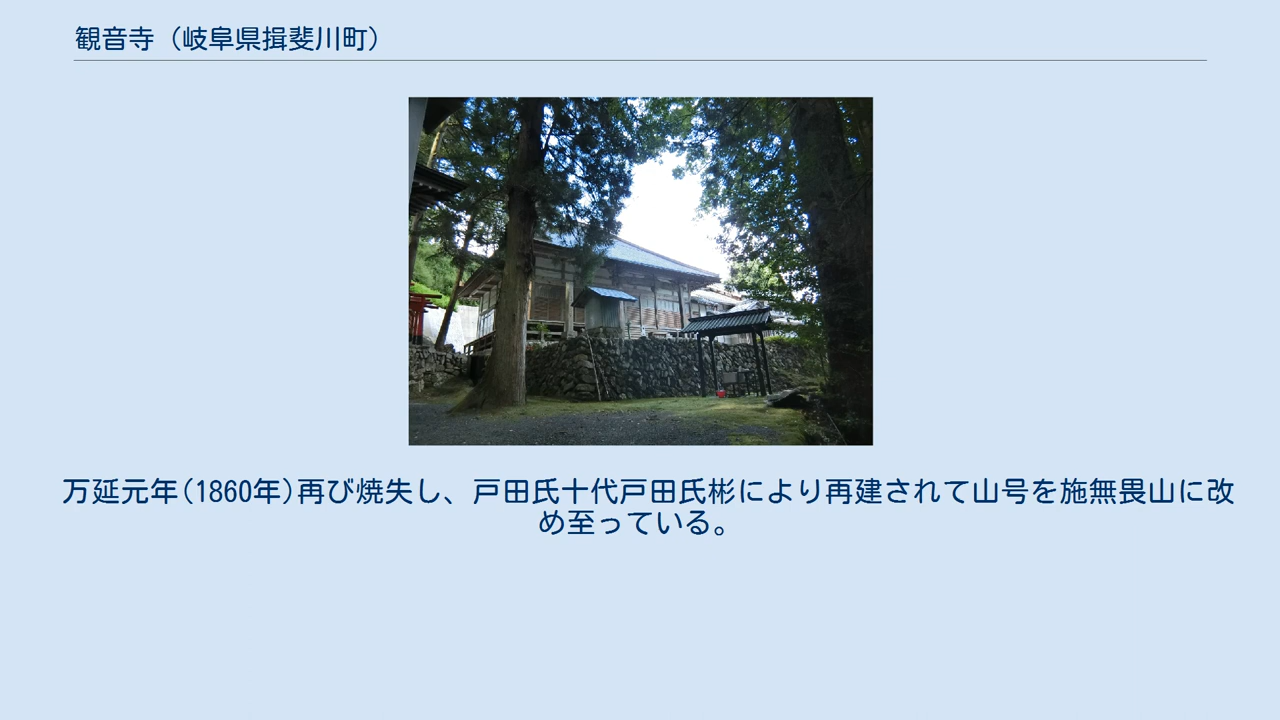 観音寺（岐阜県揖斐川町）
万延元年(1860年)再び焼失し、戸田氏十代戸田氏彬により再建されて山号を施無畏山に改
め至っている。